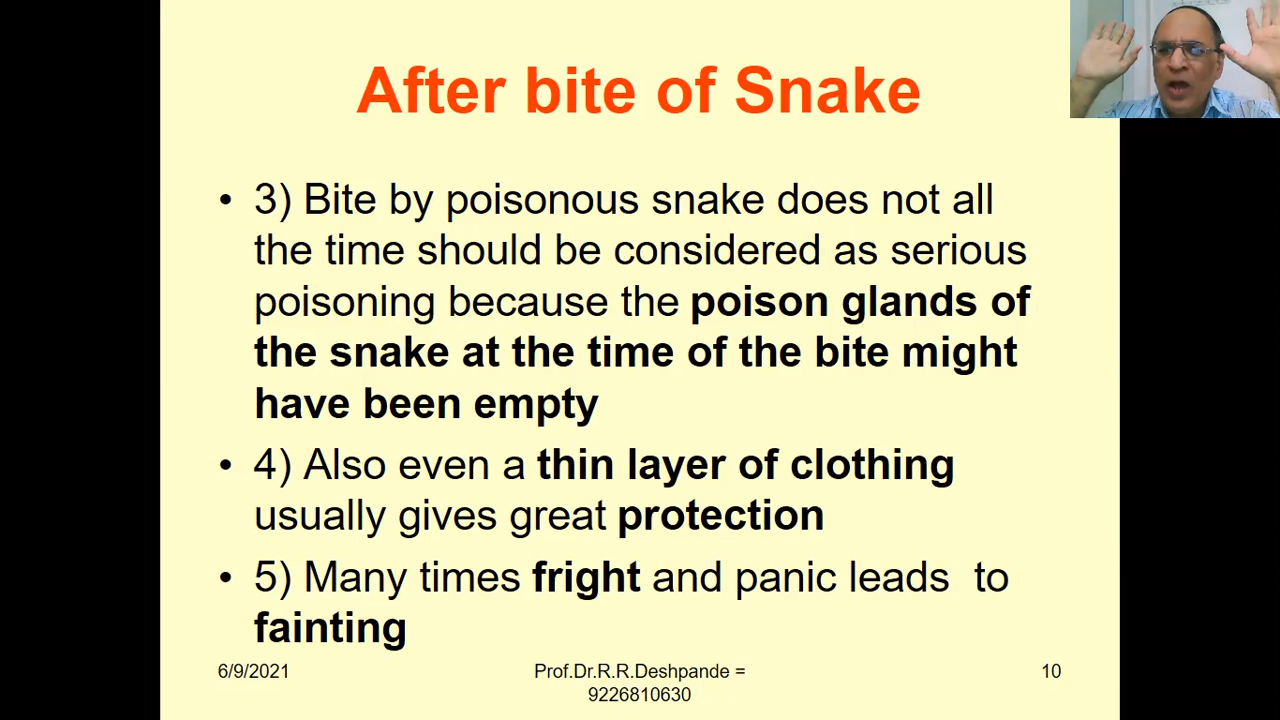 After bite of Snake
• 3) Bite by poisonous snake does not all
the time should be considered as serious
poisoning because the poison glands of
the snake at the time of the bite might
have been empty
• 4) Also even a thin layer of clothing
usually gives great protection
• 5) Many times fright and panic leads  to
fainting
6/9/2021
Prof.Dr.R.R.Deshpande =
9226810630
10